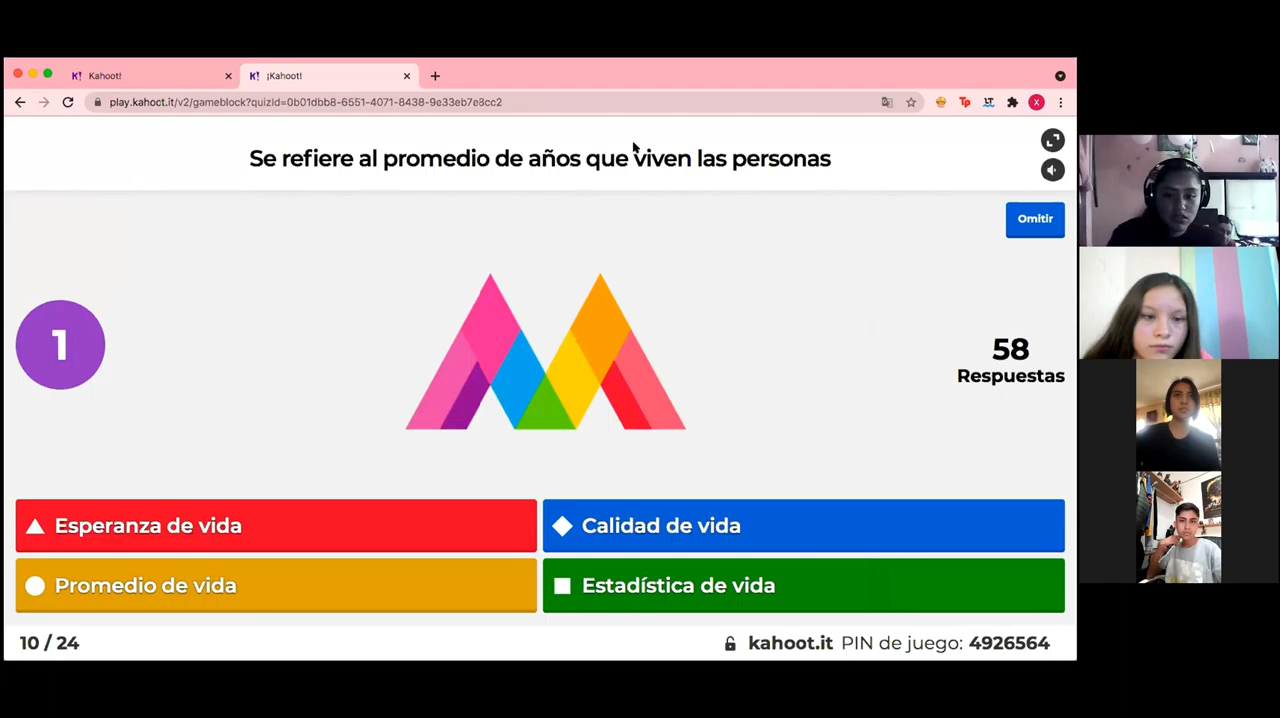 K! Kahoot!
K! ¡Kahoot!
play.kahoot.it/v2/gameblock?quizId=0b01dbb8-6551-4071-8438-9e33eb7e8cc2
Tp
LT
X
Se refiere al promedio de años que viven las personas
Omitir
1
58
Respuestas
Esperanza de vida
Calidad de vida
Promedio de vida
Estadística de vida
10 / 24
kahoot.it PIN de juego: 4926564